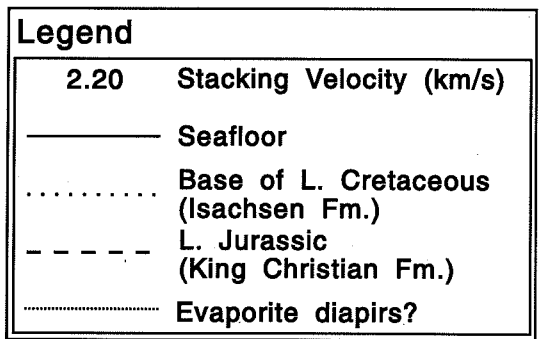 Legend
2.20 Stacking Velocity (km/s)
Seafloor
Base of L. Cretaceous
(Isachsen Fm.)
L. Jurassic
(King Christian Fm.)
Evaporite diapirs?